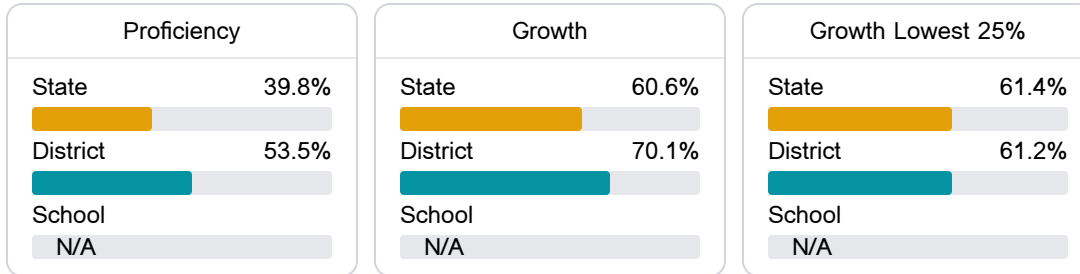 Proficiency
State 39.8%
District 53.5%
School
N/A
Growth
State 60.6%
District 70.1%
School
N/A
Growth Lowest 25%
State 61.4%
District 61.2%
School
N/A